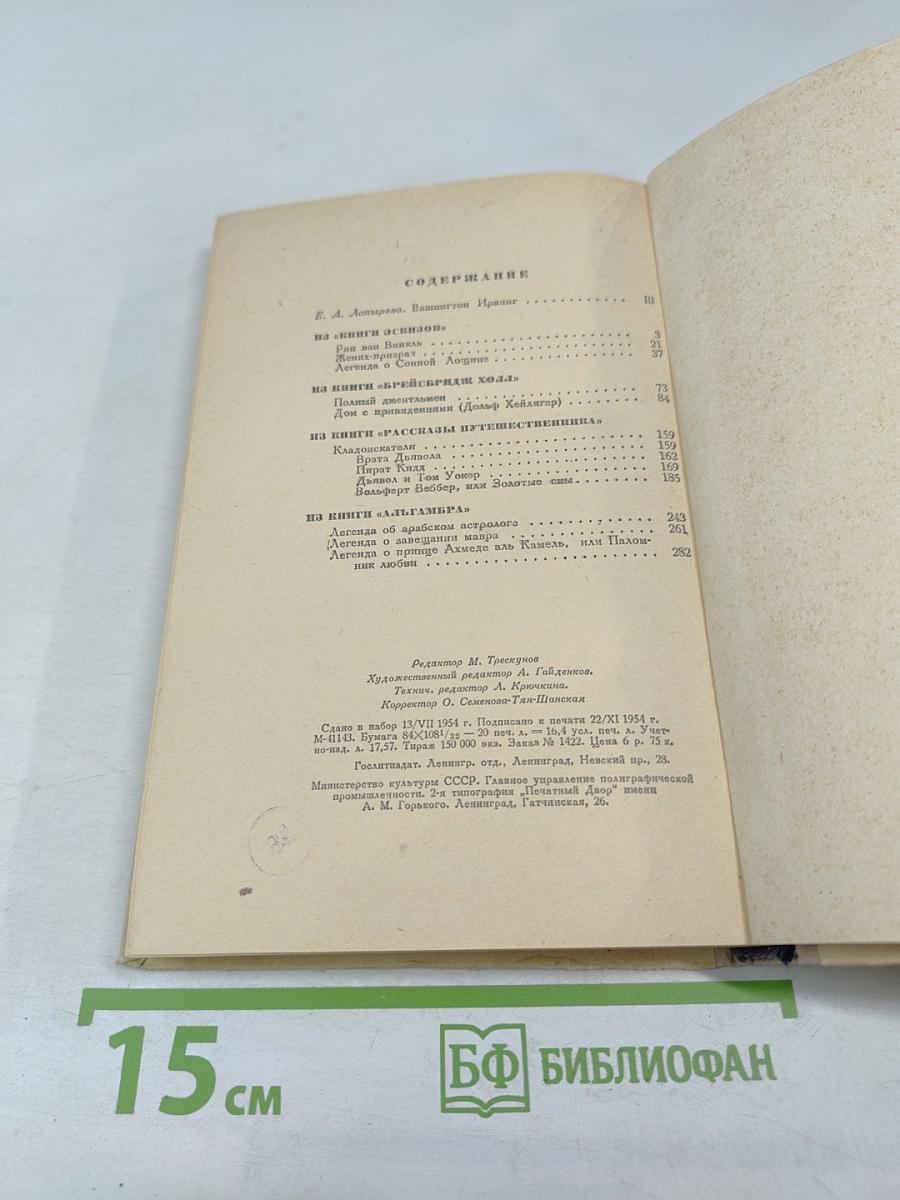 СОДЕРЖАНИЕ
Е. А. Лопырева. Вашингтон Ирвинг . . . . . . . . . . . . III
ИЗ «КНИГИ ЭСКИЗОВ»
Рип ван Винкль . . . . . . . . . . . . . . . . . . . . 3
Жених-призрак . . . . . . . . . . . . . . . . . . . . 21
Легенда о Сонной Лощине . . . . . . . . . . . . . . 37
ИЗ КНИГИ «БРЕЙСБРИДЖ ХОЛЛ»
Полный джентльмен . . . . . . . . . . . . . . . . . . 73
Дом с привидениями (Дольф Хейлигер) . . . . . . . . 84
ИЗ КНИГИ «РАССКАЗЫ ПУТЕШЕСТВЕННИКА»
Кладоискатели . . . . . . . . . . . . . . . . . . . . 159
Врата Дьявола . . . . . . . . . . . . . . . . . . 159
Пират Кидд . . . . . . . . . . . . . . . . . . . 162
Дьявол и Том Уокер . . . . . . . . . . . . . . . 169
Вольферт Веббер, или Золотые сны . . . . . . . . 185
ИЗ КНИГИ «АЛЬГАМБРА»
Легенда об арабском астрологе . . . . . . . . . . . 243
Легенда о завещании мавра . . . . . . . . . . . . . 261
Легенда о принце Ахмеде аль Камель, или Палом-
ник любви . . . . . . . . . . . . . . . . . . . . 282
Редактор М. Трескунов
Художественный редактор А. Гайденков.
Технич. редактор Л. Крючкина.
Корректор О. Семенова-Тян-Шанская
Сдано в набор 13/VII 1954 г. Подписано к печати 22/XI 1954 г.
М-41143. Бумага 84×108¹/₃₂ — 20 печ. л. = 16,4 усл. печ. л. Учет-
но-изд. л. 17,57. Тираж 150 000 экз. Заказ № 1422. Цена 6 р. 75 к.
Гослитиздат. Ленингр. отд., Ленинград, Невский пр., 28.
Министерство культуры СССР. Главное управление полиграфической
промышленности. 2-я типография „Печатный Двор" имени
А. М. Горького. Ленинград, Гатчинская, 26.
15 см
БФ БИБЛИОФАН